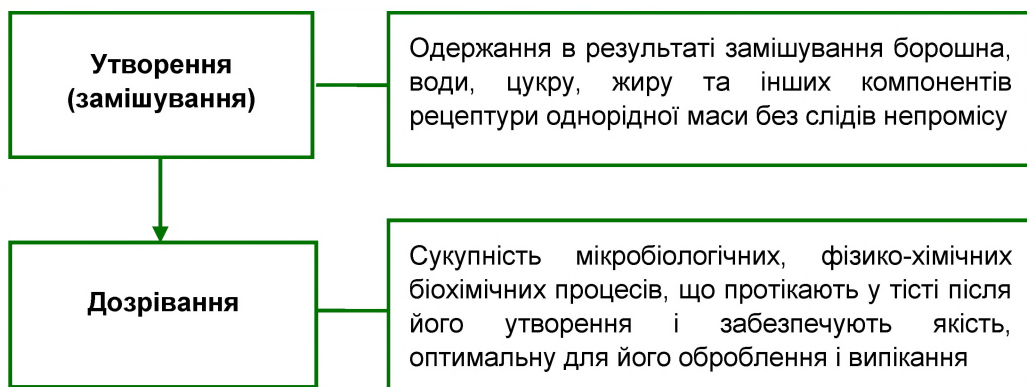 Утворення
(замішування)
Одержання в результаті замішування борошна,
води, цукру, жиру та інших компонентів
рецептури однорідної маси без слідів непромісу
Дозрівання
Сукупність мікробіологічних, фізико-хімічних
біохімічних процесів, що протікають у тісті після
його утворення і забезпечують якість,
оптимальну для його оброблення і випікання